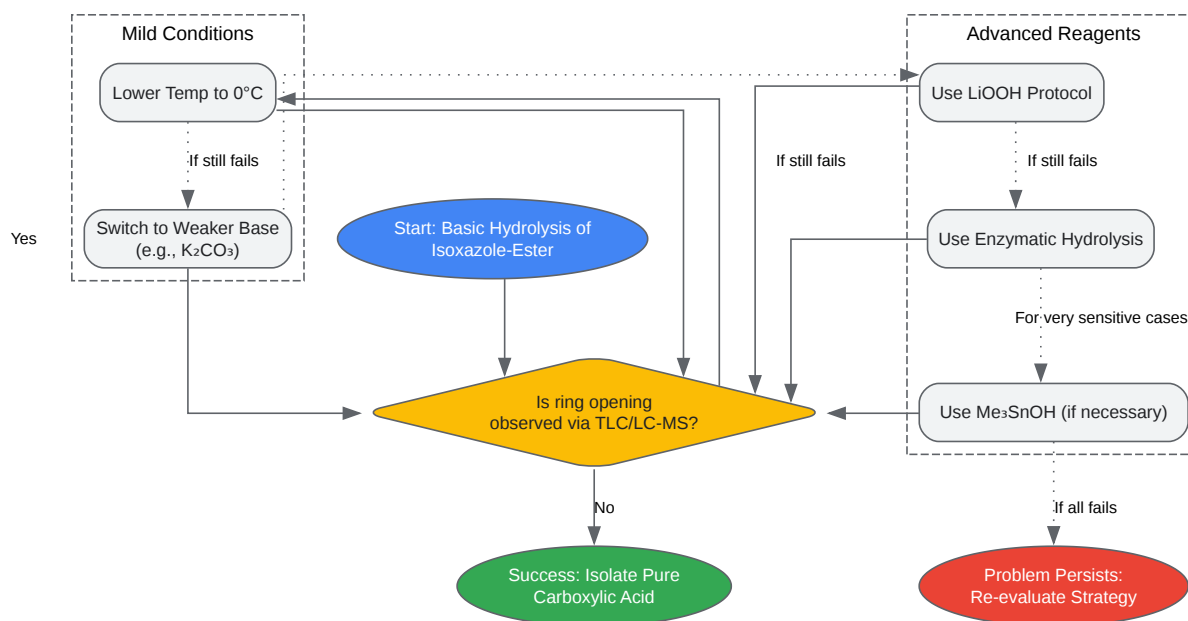 Mild Conditions
Advanced Reagents
Lower Temp to 0°C
Use LiOOH Protocol
If still fails
If still fails
If still fails
Yes
Switch to Weaker Base
(e.g., K₂CO₃)
Start: Basic Hydrolysis of
Isoxazole-Ester
Use Enzymatic Hydrolysis
For very sensitive cases
Is ring opening
observed via TLC/LC-MS?
Use Me₃SnOH (if necessary)
No
If all fails
Success: Isolate Pure
Carboxylic Acid
Problem Persists:
Re-evaluate Strategy